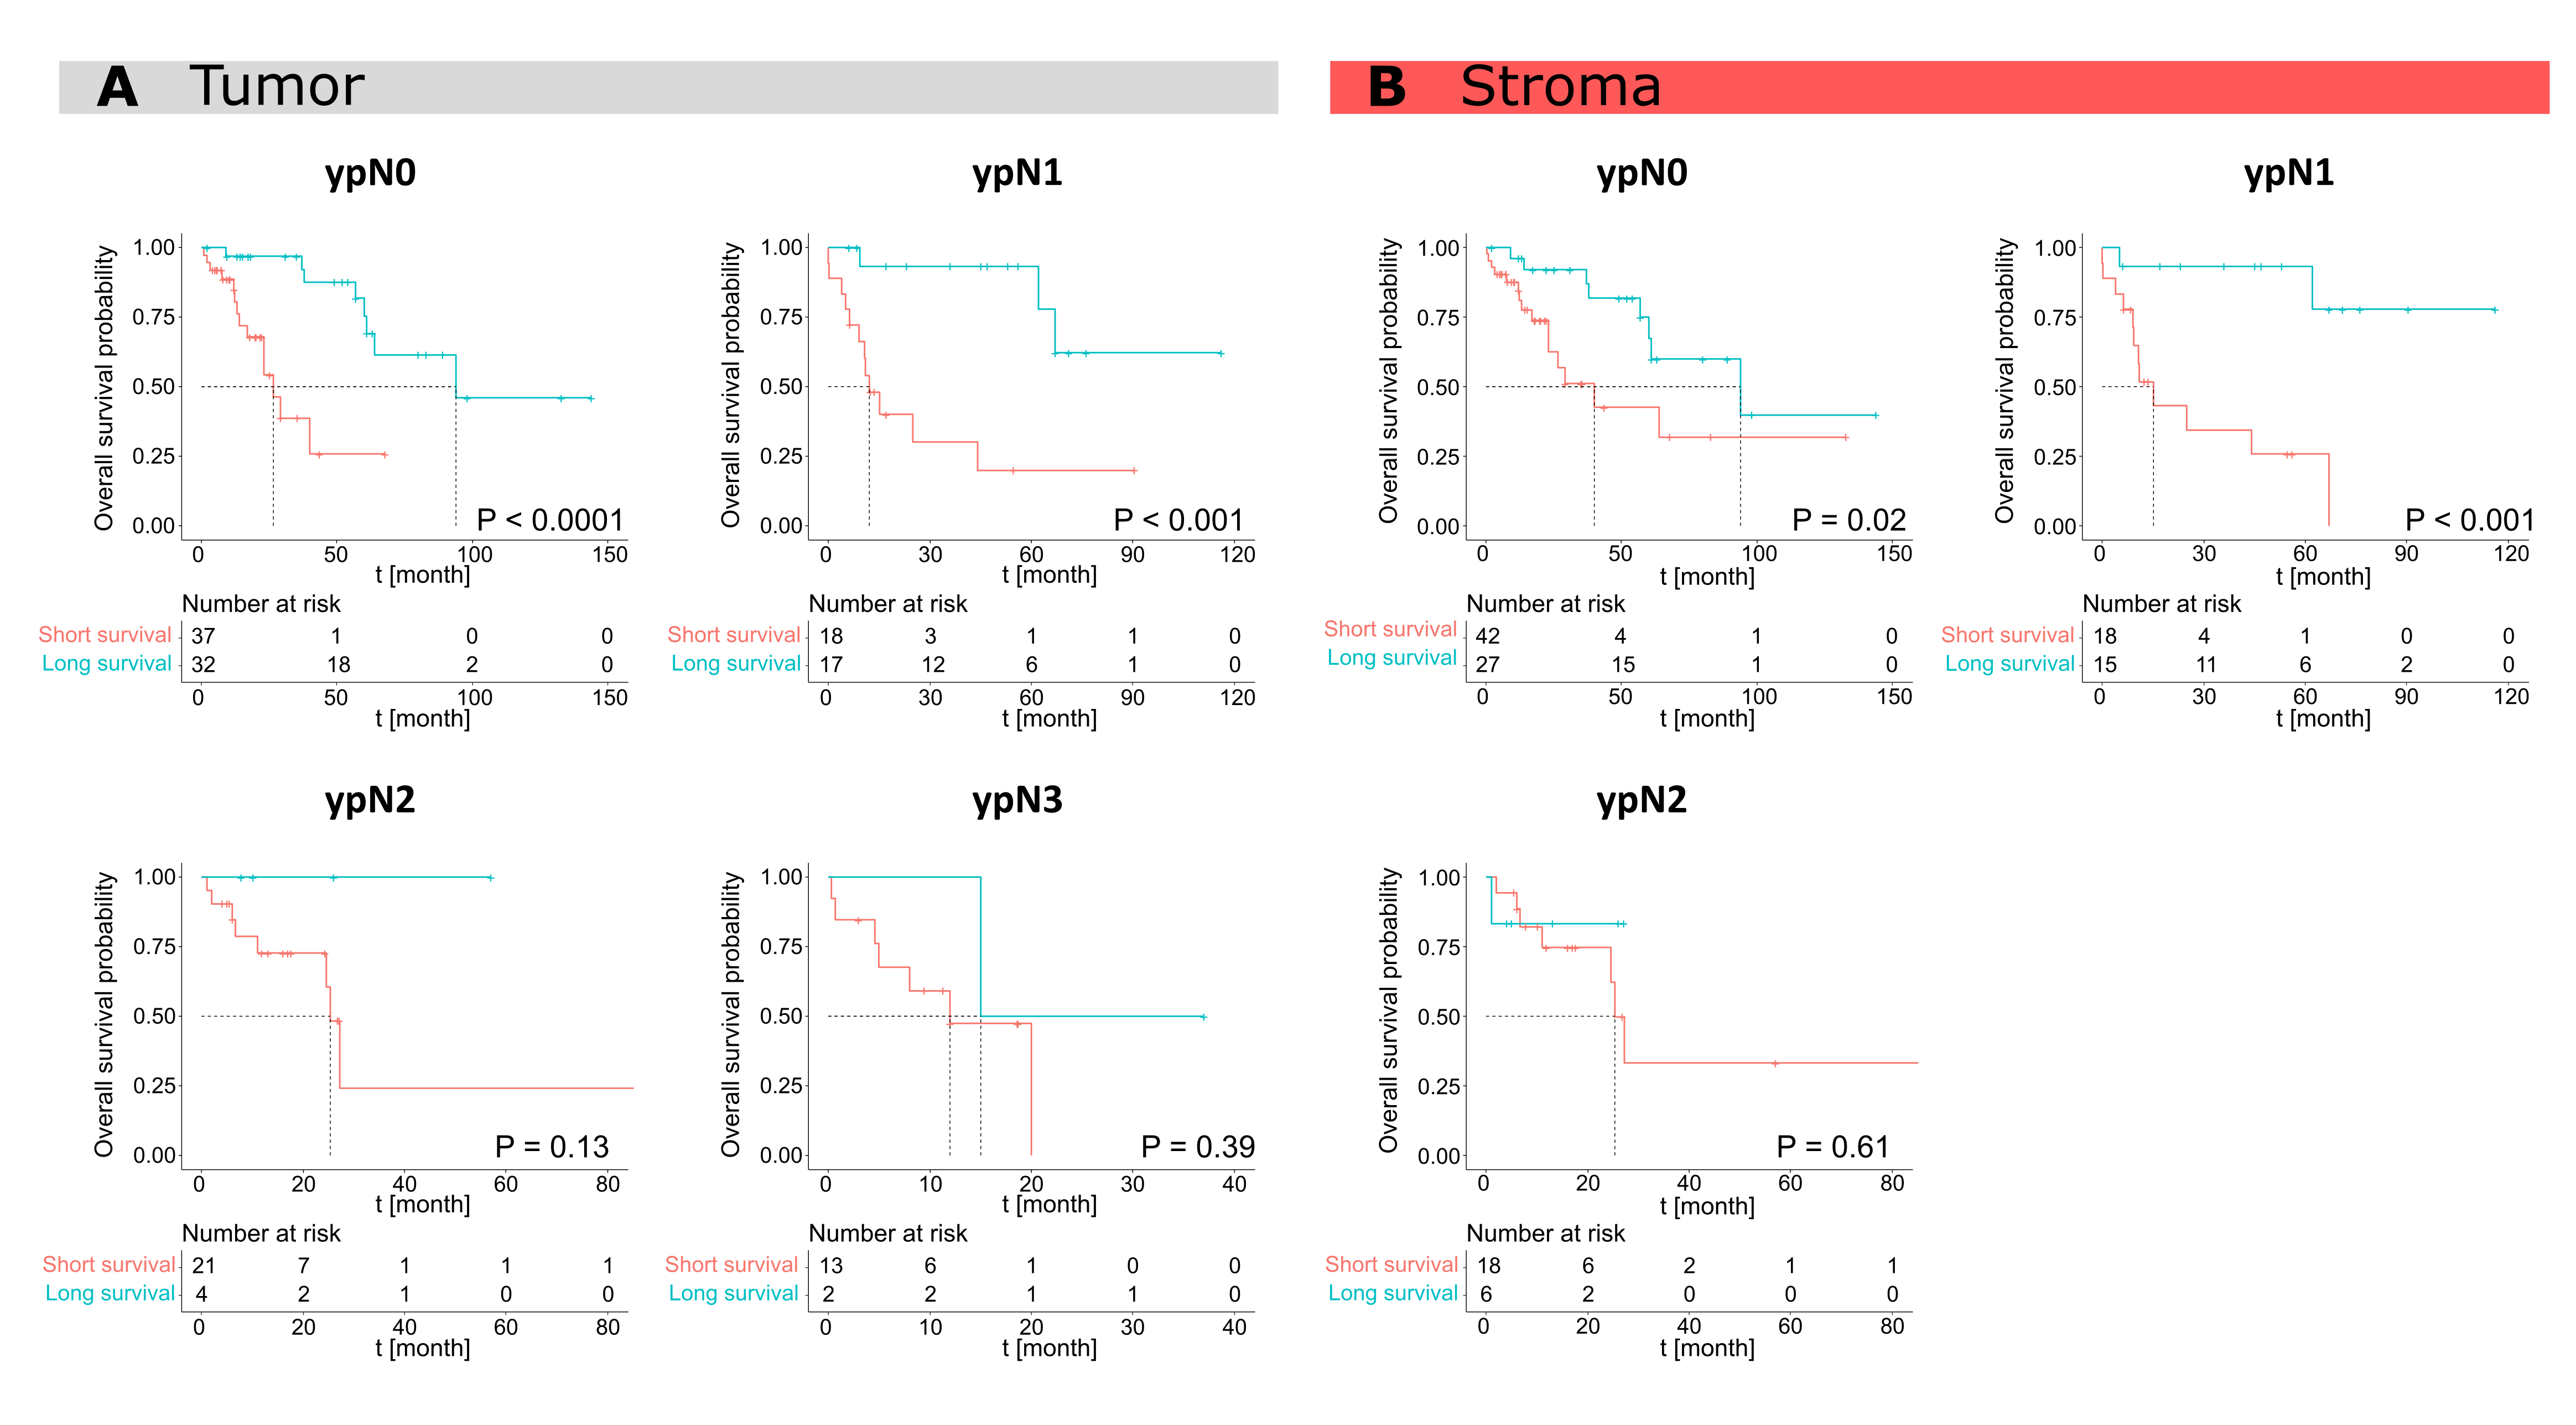 A Tumor
ypN0
Overall survival probability
1.00
0.75
0.50
0.25
0.00
P < 0.0001
0 50 100 150
t [month]
Number at risk
Short survival 37 1 0 0
Long survival 32 18 2 0
0 50 100 150
t [month]
ypN1
Overall survival probability
1.00
0.75
0.50
0.25
0.00
P < 0.001
0 30 60 90 120
t [month]
Number at risk
Short survival 18 3 1 1 0
Long survival 17 12 6 1 0
0 30 60 90 120
t [month]
ypN2
Overall survival probability
1.00
0.75
0.50
0.25
0.00
P = 0.13
0 20 40 60 80
t [month]
Number at risk
Short survival 21 7 1 1 1
Long survival 4 2 1 0 0
0 20 40 60 80
t [month]
ypN3
Overall survival probability
1.00
0.75
0.50
0.25
0.00
P = 0.39
0 10 20 30 40
t [month]
Number at risk
Short survival 13 6 1 0 0
Long survival 2 2 1 1 0
0 10 20 30 40
t [month]
B Stroma
ypN0
Overall survival probability
1.00
0.75
0.50
0.25
0.00
P = 0.02
0 50 100 150
t [month]
Number at risk
Short survival 42 4 1 0
Long survival 27 15 1 0
0 50 100 150
t [month]
ypN1
Overall survival probability
1.00
0.75
0.50
0.25
0.00
P < 0.001
0 30 60 90 120
t [month]
Number at risk
Short survival 18 4 1 0 0
Long survival 15 11 6 2 0
0 30 60 90 120
t [month]
ypN2
Overall survival probability
1.00
0.75
0.50
0.25
0.00
P = 0.61
0 20 40 60 80
t [month]
Number at risk
Short survival 18 6 2 1 1
Long survival 6 2 0 0 0
0 20 40 60 80
t [month]